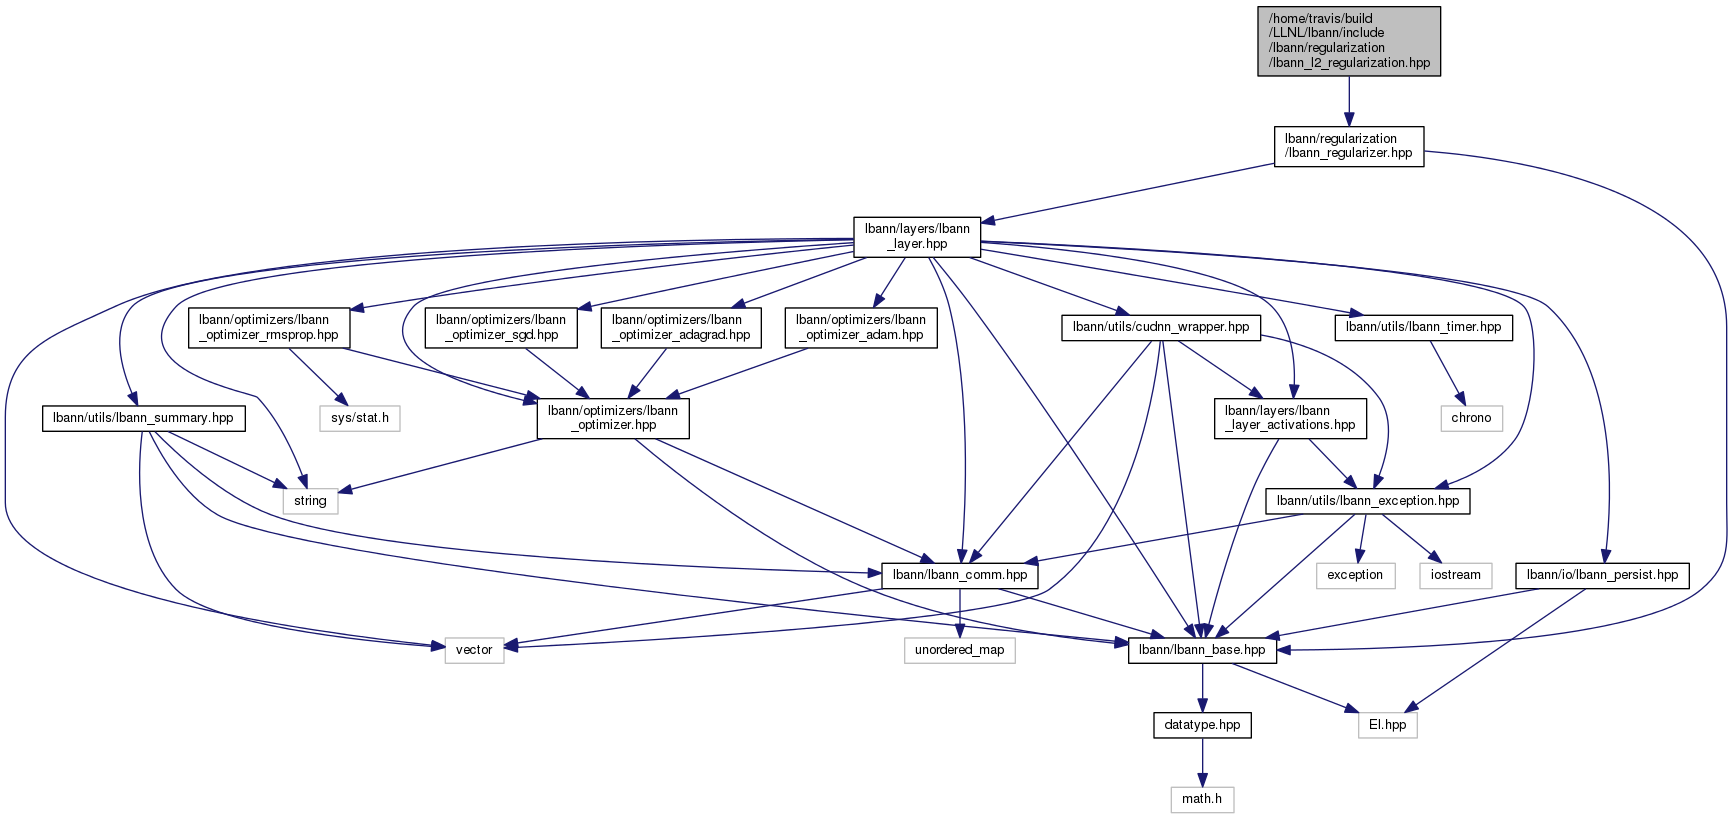 /home/travis/build
/LLNL/lbann/include
/lbann/regularization
/lbann_l2_regularization.hpp
lbann/regularization
/lbann_regularizer.hpp
lbann/layers/lbann
_layer.hpp
lbann/optimizers/lbann
_optimizer_rmsprop.hpp
lbann/optimizers/lbann
_optimizer_sgd.hpp
lbann/optimizers/lbann
_optimizer_adagrad.hpp
lbann/optimizers/lbann
_optimizer_adam.hpp
lbann/utils/cudnn_wrapper.hpp
lbann/utils/lbann_timer.hpp
lbann/utils/lbann_summary.hpp
sys/stat.h
lbann/optimizers/lbann
_optimizer.hpp
lbann/layers/lbann
_layer_activations.hpp
chrono
string
lbann/utils/lbann_exception.hpp
lbann/lbann_comm.hpp
exception
iostream
lbann/io/lbann_persist.hpp
vector
unordered_map
lbann/lbann_base.hpp
datatype.hpp
El.hpp
math.h